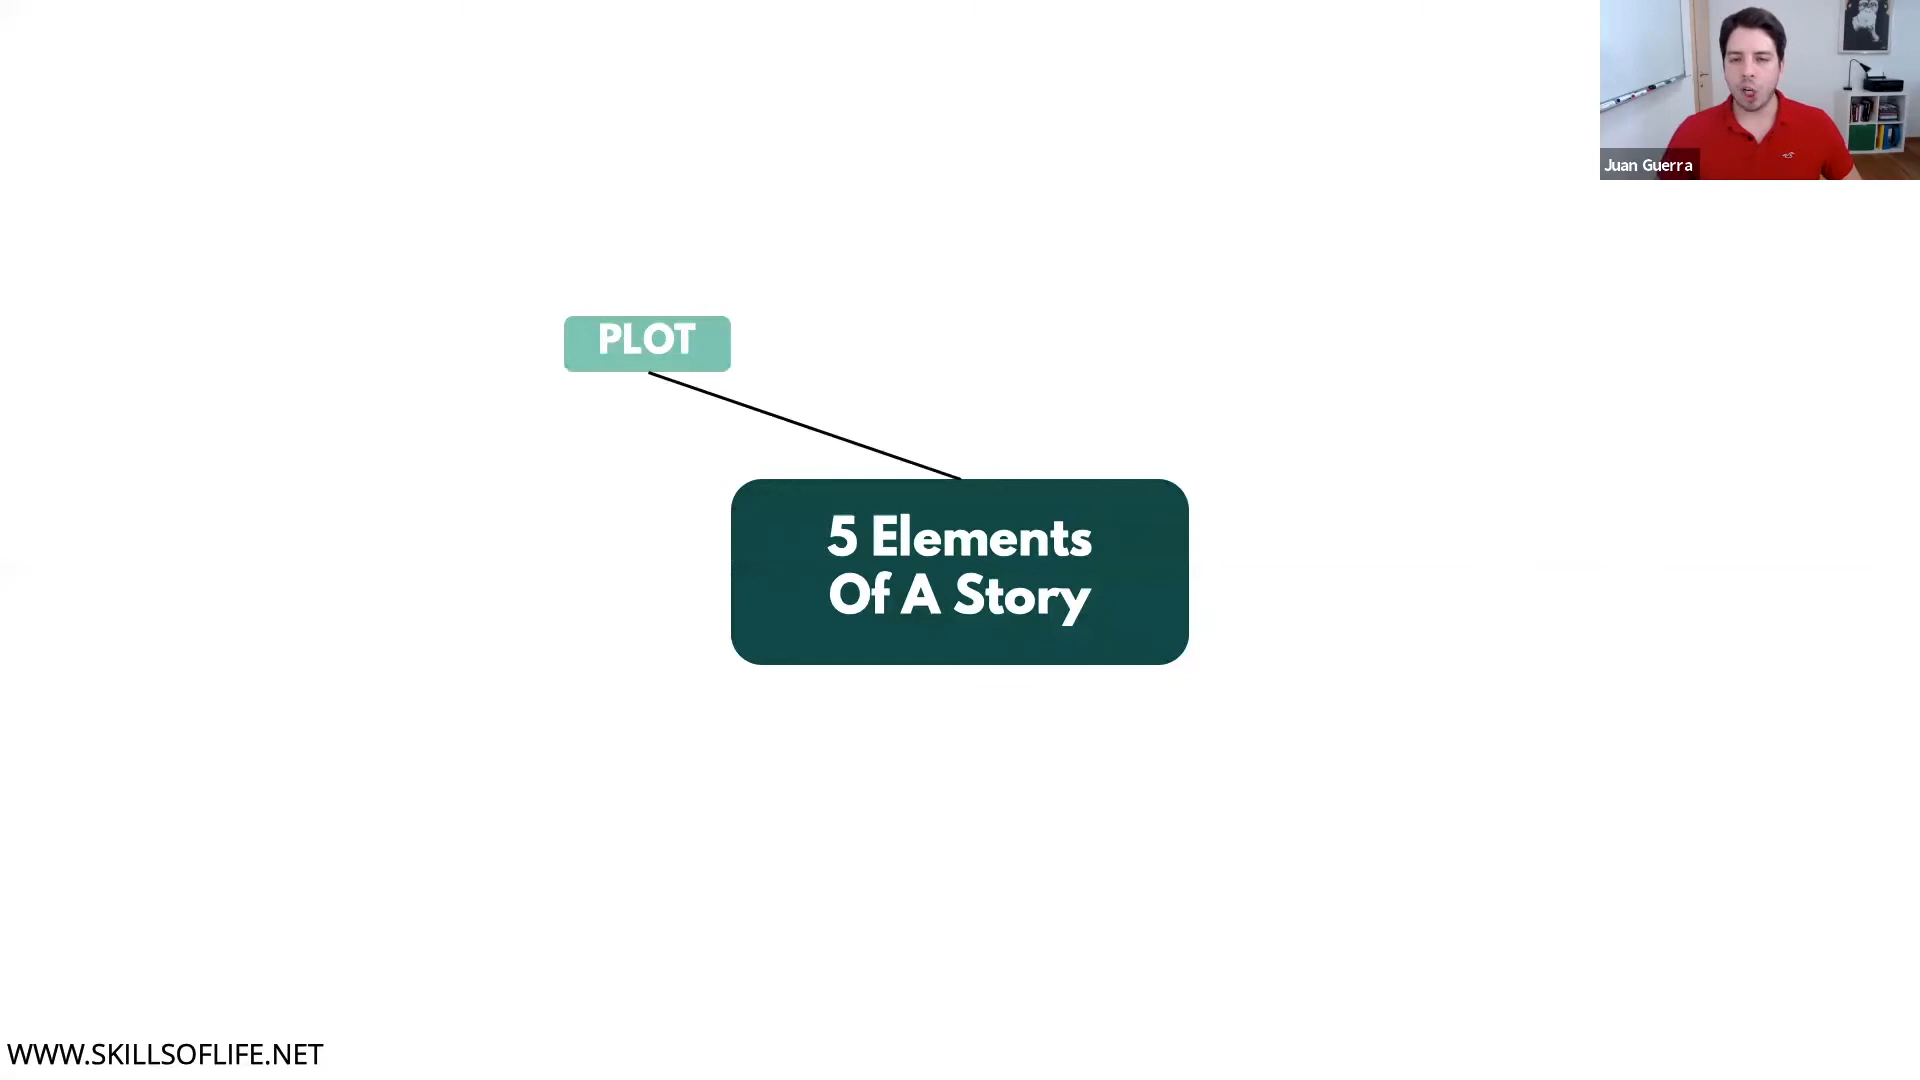 Juan Guerra
PLOT
5 Elements
Of A Story
WWW.SKILLSOFLIFE.NET